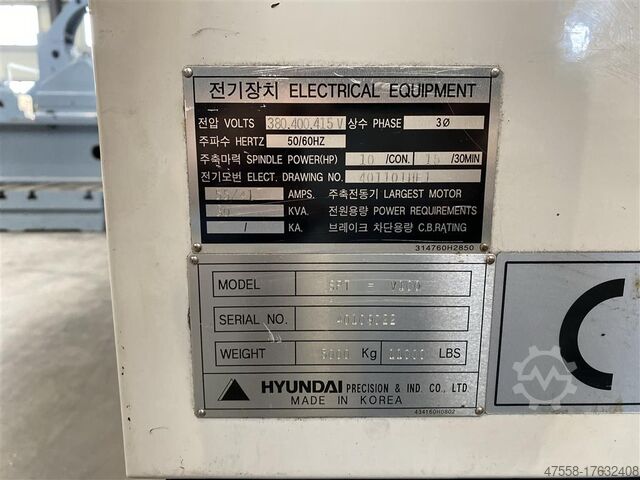 전기장치 ELECTRICAL EQUIPMENT
전압 VOLTS 380.400.415 V 상수 PHASE 3Ø
주파수 HERTZ 50/60HZ
주축마력 SPINDLE POWER(HP) 10 /CON. 15 /30MIN
전기도번 ELECT. DRAWING NO.
AMPS. 주축전동기 LARGEST MOTOR
KVA. 전원용량 POWER REQUIREMENTS
/ KA. 브레이크 차단용량 C.B.RATING
314760H2850
MODEL
SERIAL NO.
WEIGHT 5000 Kg 11000 LBS
HYUNDAI PRECISION & IND. CO., LTD
MADE IN KOREA 434160H0802
C
47558-17632408